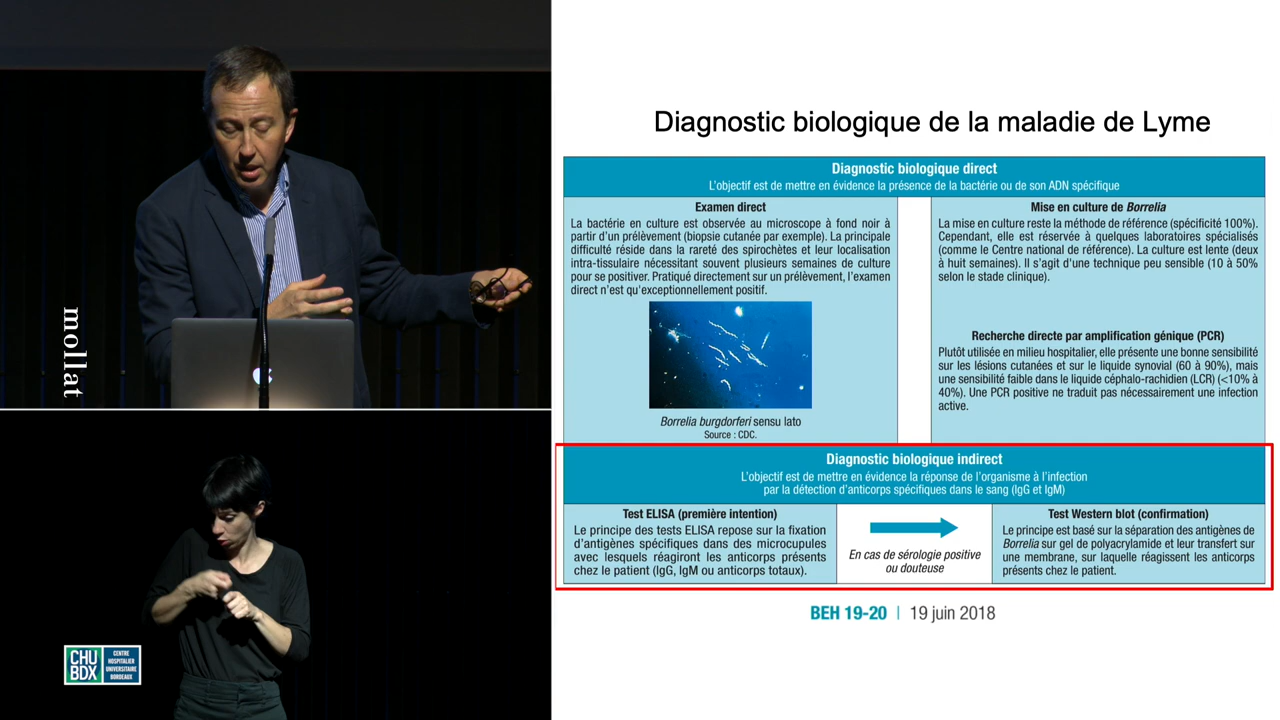 mollat
CHU
BDX
CENTRE
HOSPITALIER
UNIVERSITAIRE
BORDEAUX
Diagnostic biologique de la maladie de Lyme
Diagnostic biologique direct
L'objectif est de mettre en évidence la présence de la bactérie ou de son ADN spécifique
Examen direct
La bactérie en culture est observée au microscope à fond noir à
partir d'un prélèvement (biopsie cutanée par exemple). La principale
difficulté réside dans la rareté des spirochètes et leur localisation
intra-tissulaire nécessitant souvent plusieurs semaines de culture
pour se positiver. Pratiqué directement sur un prélèvement, l'examen
direct n'est qu'exceptionnellement positif.
Borrelia burgdorferi sensu lato
Source : CDC.
Mise en culture de Borrelia
La mise en culture reste la méthode de référence (spécificité 100%).
Cependant, elle est réservée à quelques laboratoires spécialisés
(comme le Centre national de référence). La culture est lente (deux
à huit semaines). Il s'agit d'une technique peu sensible (10 à 50%
selon le stade clinique).
Recherche directe par amplification génique (PCR)
Plutôt utilisée en milieu hospitalier, elle présente une bonne sensibilité
sur les lésions cutanées et sur le liquide synovial (60 à 90%), mais
une sensibilité faible dans le liquide céphalo-rachidien (LCR) (<10% à
40%). Une PCR positive ne traduit pas nécessairement une infection
active.
Diagnostic biologique indirect
L'objectif est de mettre en évidence la réponse de l'organisme à l'infection
par la détection d'anticorps spécifiques dans le sang (IgG et IgM)
Test ELISA (première intention)
Le principe des tests ELISA repose sur la fixation
d'antigènes spécifiques dans des microcupules
avec lesquels réagiront les anticorps présents
chez le patient (IgG, IgM ou anticorps totaux).
En cas de sérologie positive
ou douteuse
Test Western blot (confirmation)
Le principe est basé sur la séparation des antigènes de
Borrelia sur gel de polyacrylamide et leur transfert sur
une membrane, sur laquelle réagissent les anticorps
présents chez le patient.
BEH 19-20 | 19 juin 2018